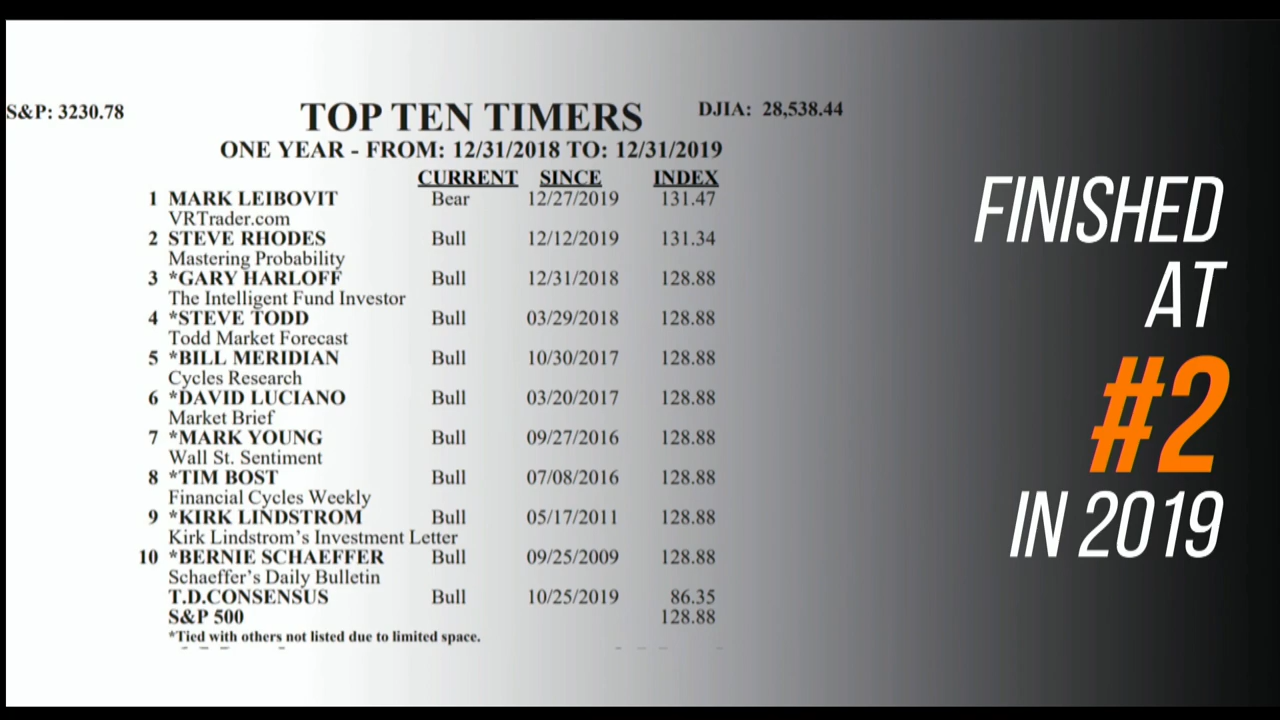 S&P: 3230.78 TOP TEN TIMERS DJIA: 28,538.44
ONE YEAR - FROM: 12/31/2018 TO: 12/31/2019
CURRENT SINCE INDEX
1 MARK LEIBOVIT Bear 12/27/2019 131.47
VRTrader.com
2 STEVE RHODES Bull 12/12/2019 131.34
Mastering Probability
3 *GARY HARLOFF Bull 12/31/2018 128.88
The Intelligent Fund Investor
4 *STEVE TODD Bull 03/29/2018 128.88
Todd Market Forecast
5 *BILL MERIDIAN Bull 10/30/2017 128.88
Cycles Research
6 *DAVID LUCIANO Bull 03/20/2017 128.88
Market Brief
7 *MARK YOUNG Bull 09/27/2016 128.88
Wall St. Sentiment
8 *TIM BOST Bull 07/08/2016 128.88
Financial Cycles Weekly
9 *KIRK LINDSTROM Bull 05/17/2011 128.88
Kirk Lindstrom's Investment Letter
10 *BERNIE SCHAEFFER Bull 09/25/2009 128.88
Schaeffer's Daily Bulletin
T.D.CONSENSUS Bull 10/25/2019 86.35
S&P 500 128.88
*Tied with others not listed due to limited space.
FINISHED
AT
#2
IN 2019